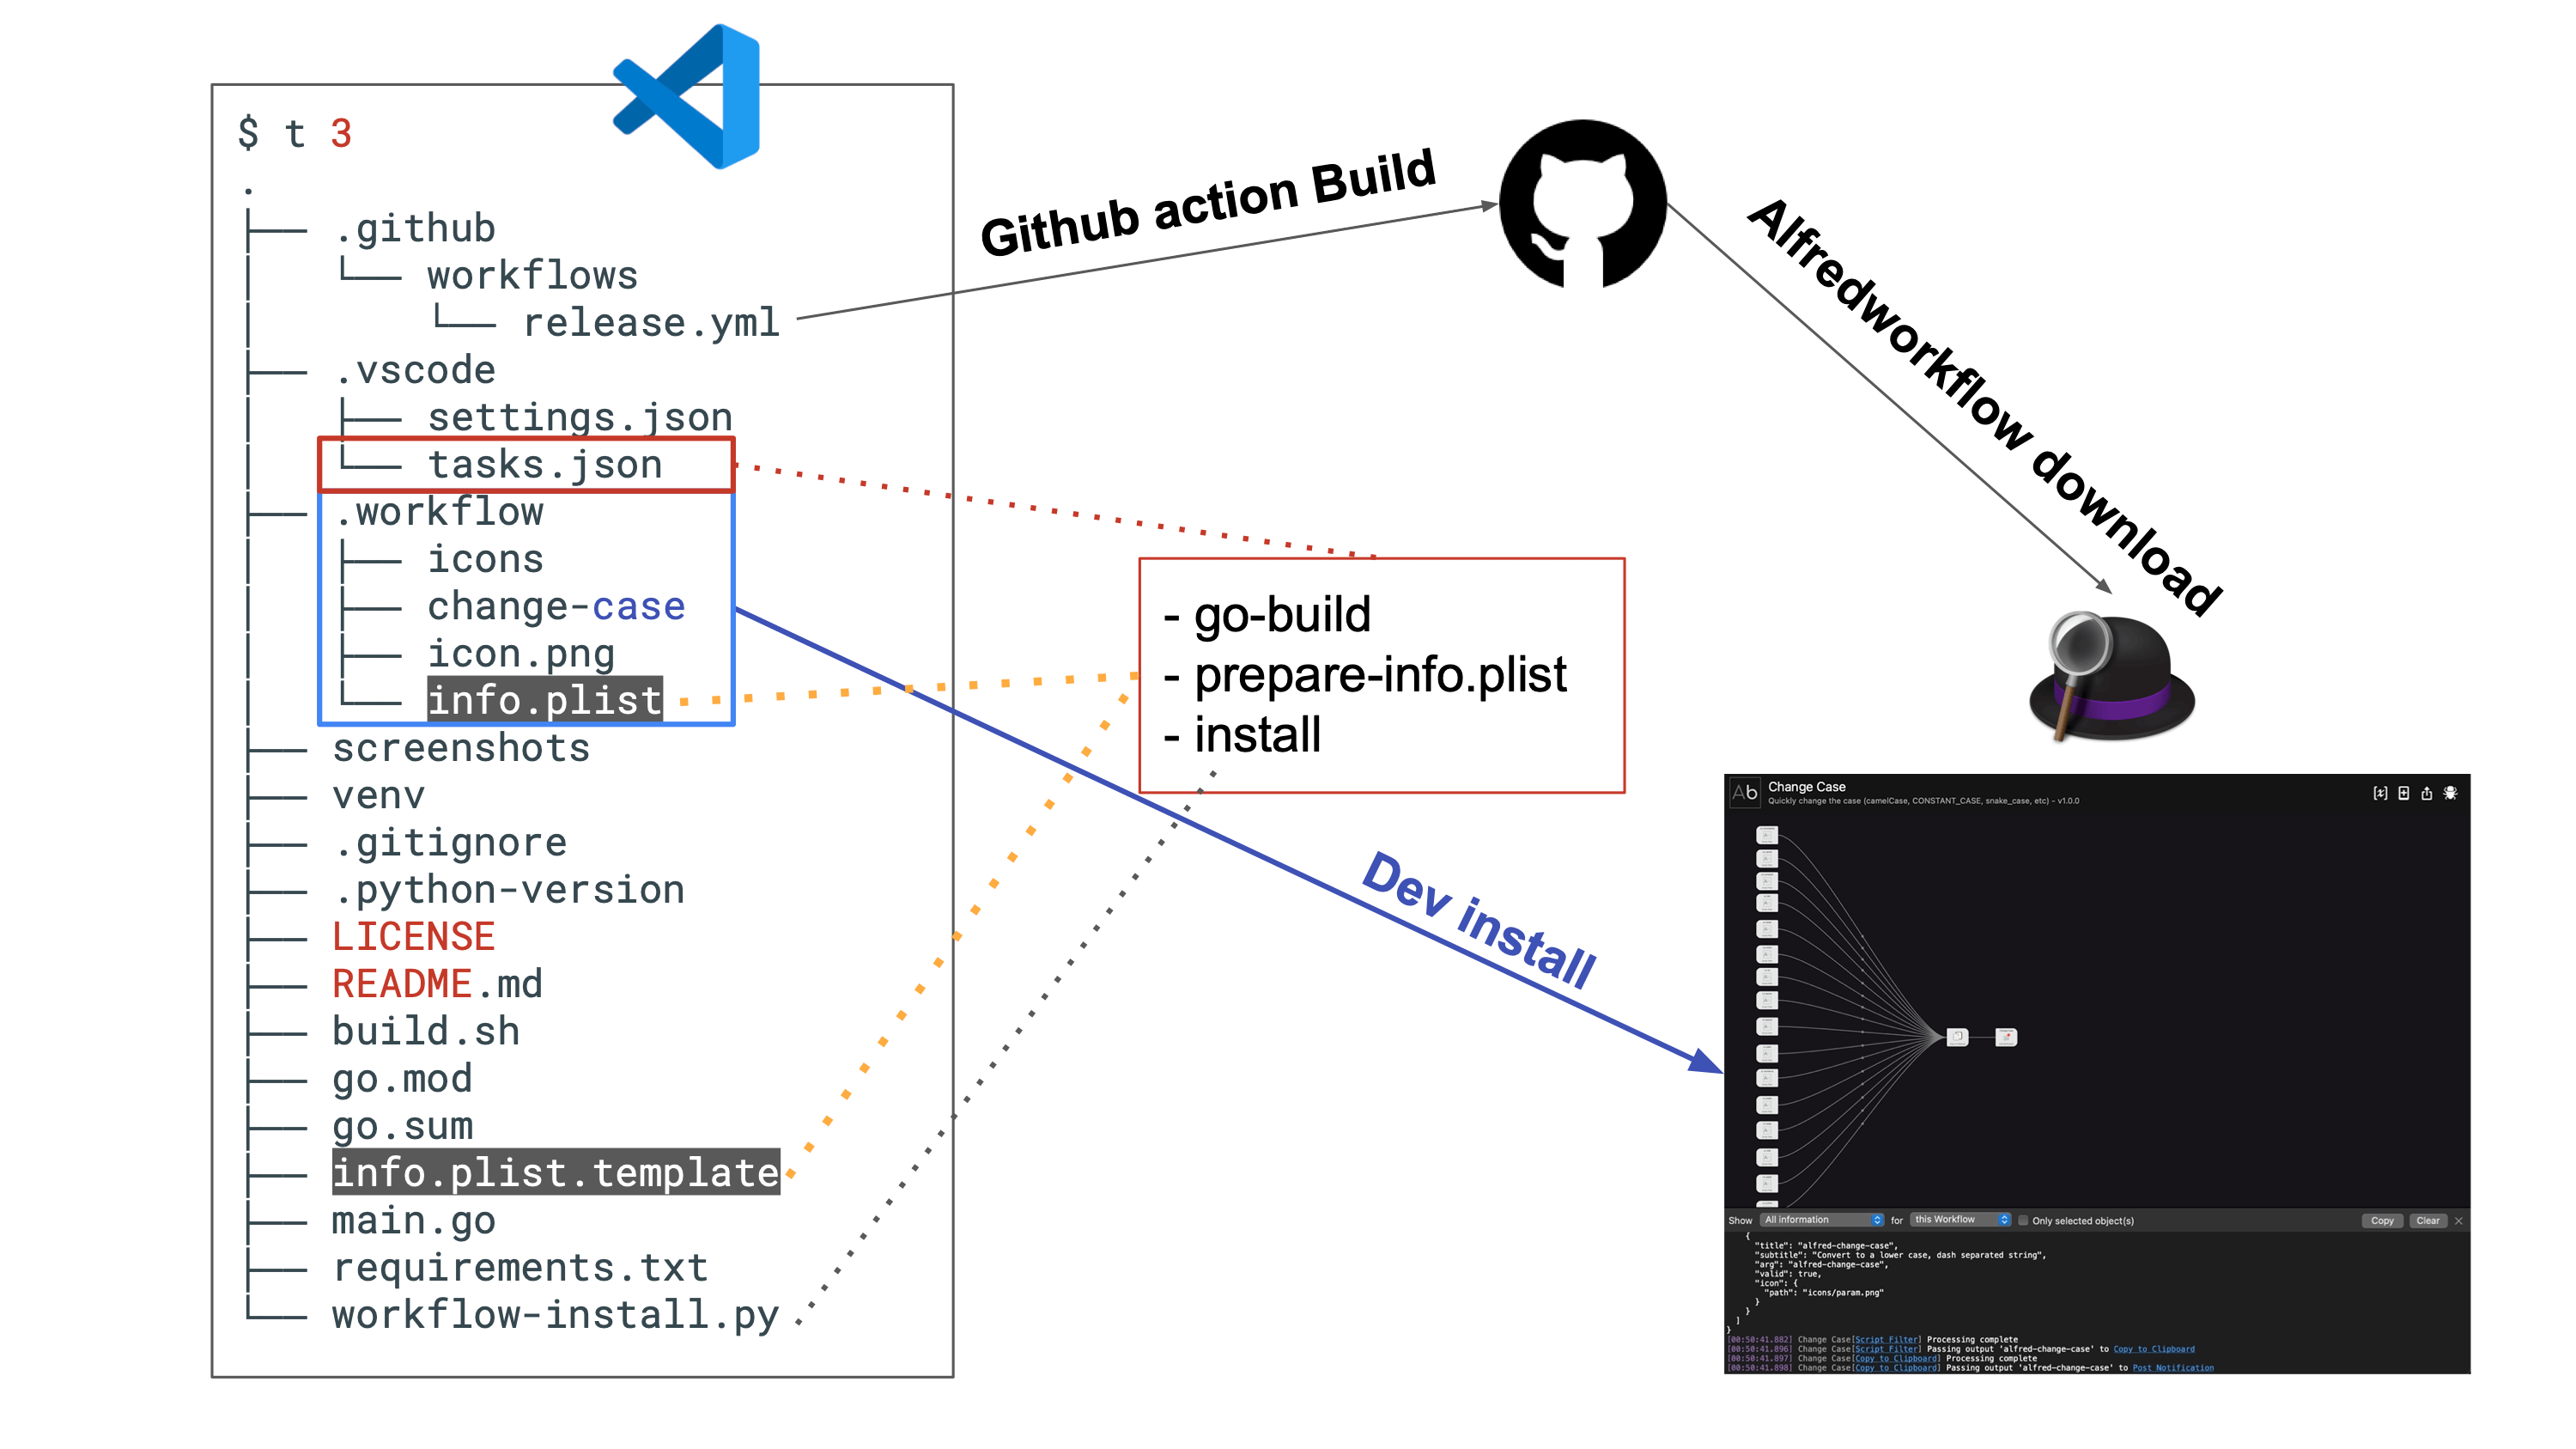 $ t 3
.
├── .github
│   └── workflows
│       └── release.yml
├── .vscode
│   ├── settings.json
│   └── tasks.json
├── .workflow
│   ├── icons
│   ├── change-case
│   ├── icon.png
│   └── info.plist
├── screenshots
├── venv
├── .gitignore
├── .python-version
├── LICENSE
├── README.md
├── build.sh
├── go.mod
├── go.sum
├── info.plist.template
├── main.go
├── requirements.txt
└── workflow-install.py
Github action Build
Alfredworkflow download
- go-build
- prepare-info.plist
- install
Dev install
Ab
Change Case
Quickly change the case (camelCase, CONSTANT_CASE, snake_case, etc) - v1.0.0
Show All information for this Workflow Only selected object(s) Copy Clear
{
"title": "alfred-change-case",
"subtitle": "Convert to a lower case, dash separated string",
"arg": "alfred-change-case",
"valid": true,
"icon": {
"path": "icons/param.png"
}
}
]
}
[00:50:41.882] Change Case[Script Filter] Processing complete
[00:50:41.896] Change Case[Script Filter] Passing output 'alfred-change-case' to Copy to Clipboard
[00:50:41.897] Change Case[Copy to Clipboard] Processing complete
[00:50:41.898] Change Case[Copy to Clipboard] Passing output 'alfred-change-case' to Post Notification